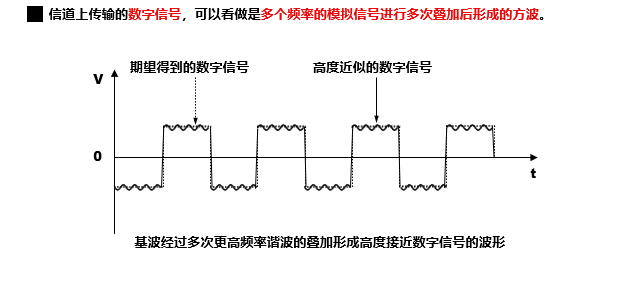 信道上传输的数字信号，可以看做是多个频率的模拟信号进行多次叠加后形成的方波。
期望得到的数字信号
高度近似的数字信号
V
0
t
基波经过多次更高频率谐波的叠加形成高度接近数字信号的波形